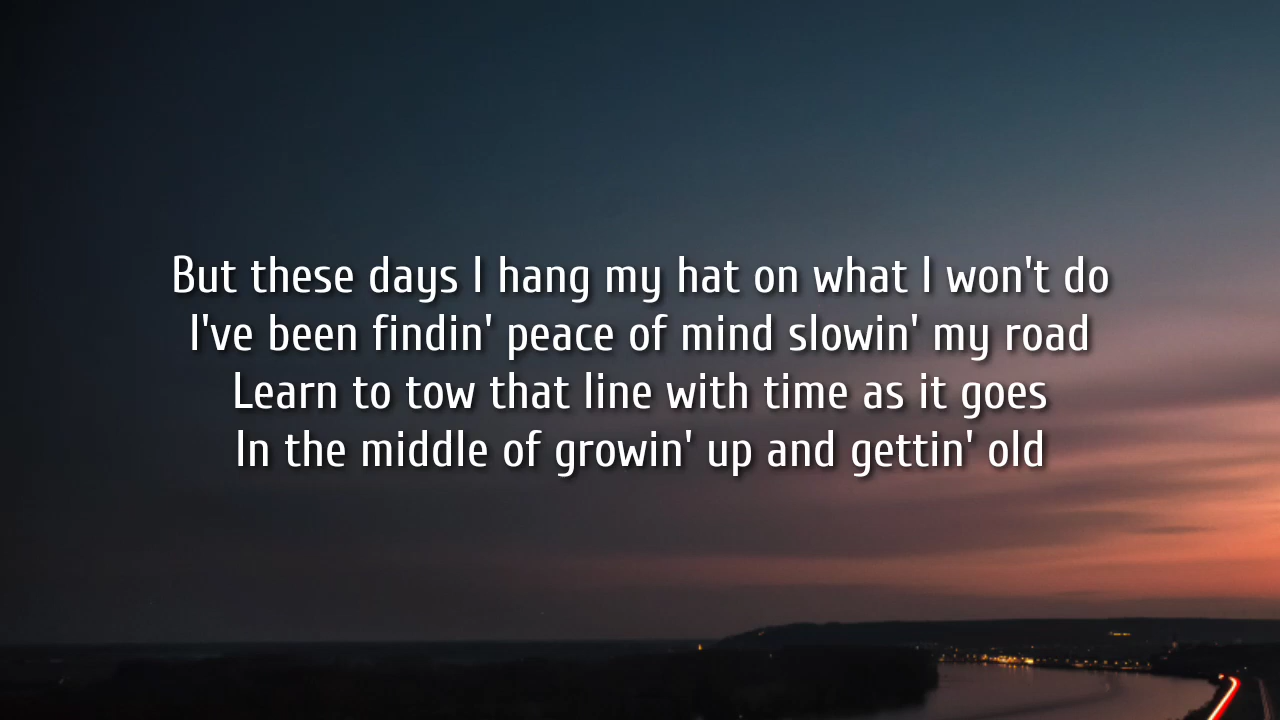 But these days I hang my hat on what I won't do
I've been findin' peace of mind slowin' my road
Learn to tow that line with time as it goes
In the middle of growin' up and gettin' old